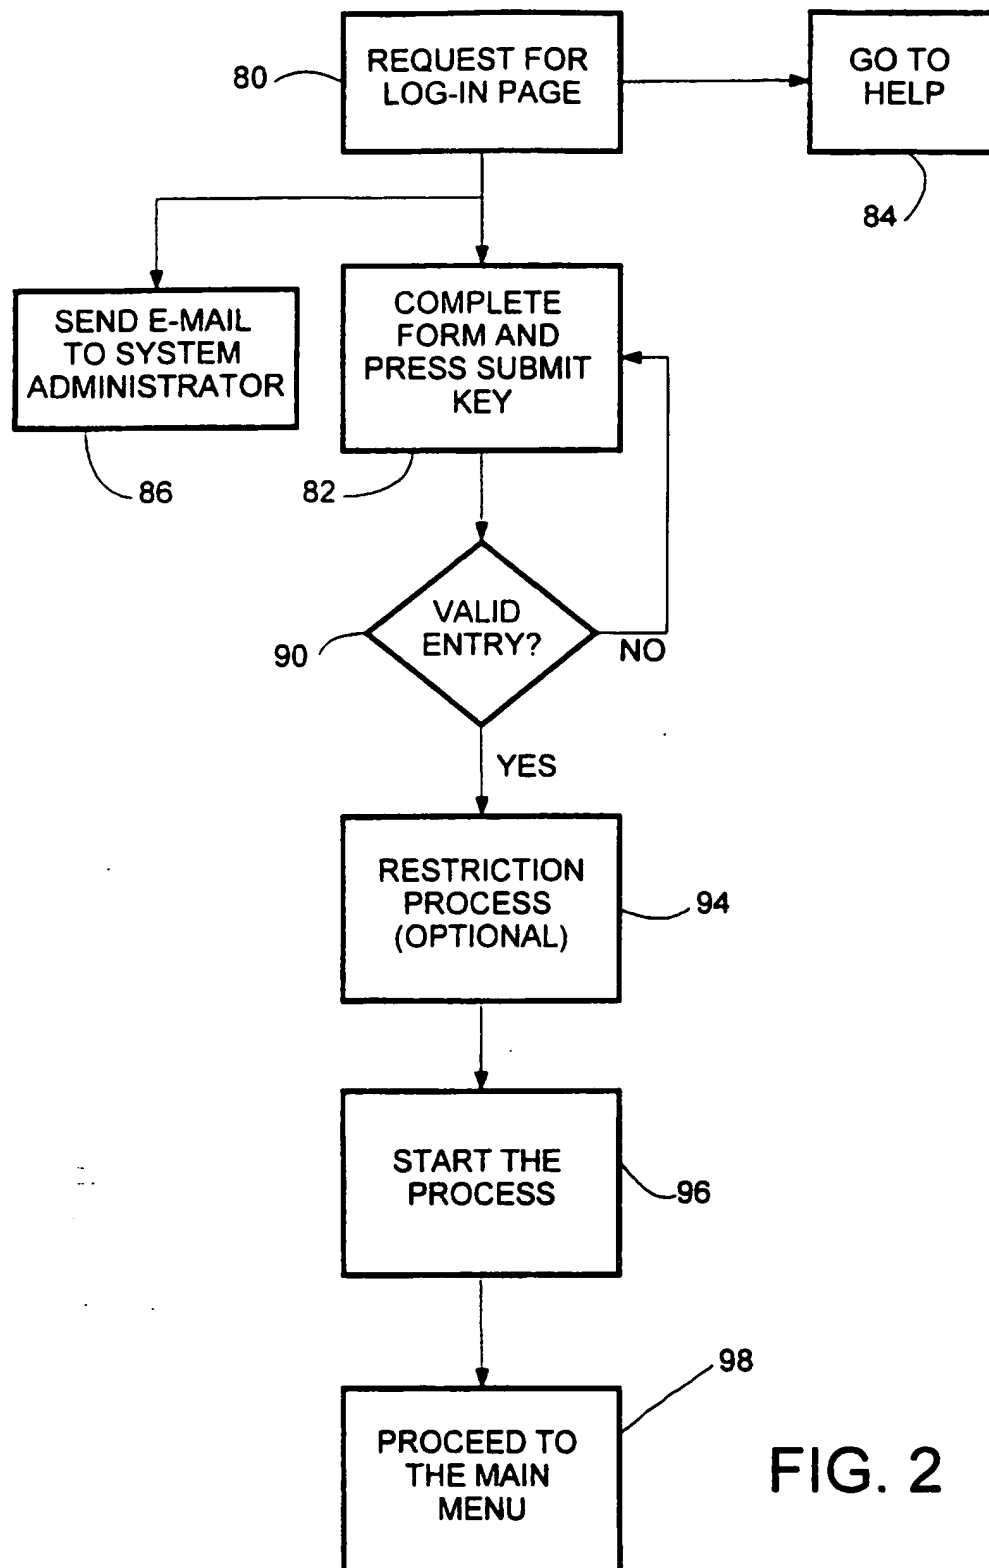 REQUEST FOR
LOG-IN PAGE
80
GO TO
HELP
84
SEND E-MAIL
TO SYSTEM
ADMINISTRATOR
86
COMPLETE
FORM AND
PRESS SUBMIT
KEY
82
VALID
ENTRY?
90
NO
YES
RESTRICTION
PROCESS
(OPTIONAL)
94
START THE
PROCESS
96
98
PROCEED TO
THE MAIN
MENU
FIG. 2